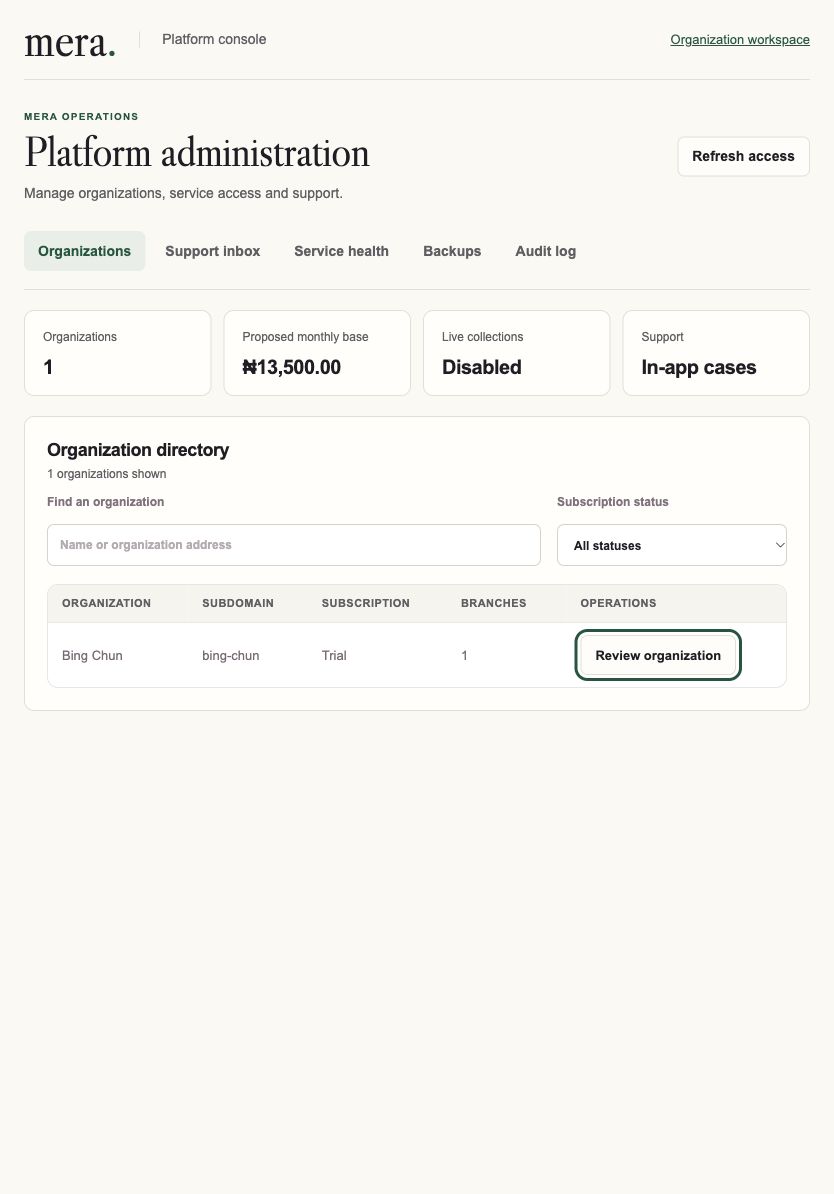 mera.
Platform console
Organization workspace
MERA OPERATIONS
Platform administration
Refresh access
Manage organizations, service access and support.
Organizations
Support inbox
Service health
Backups
Audit log
Organizations
1
Proposed monthly base
₦13,500.00
Live collections
Disabled
Support
In-app cases
Organization directory
1 organizations shown
Find an organization
Name or organization address
Subscription status
All statuses
ORGANIZATION SUBDOMAIN SUBSCRIPTION BRANCHES OPERATIONS
Bing Chun bing-chun Trial 1 Review organization